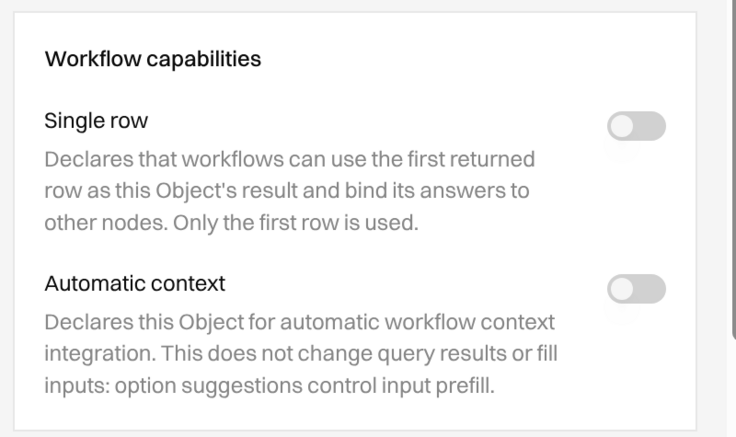 Workflow capabilities
Single row
Declares that workflows can use the first returned
row as this Object's result and bind its answers to
other nodes. Only the first row is used.
Automatic context
Declares this Object for automatic workflow context
integration. This does not change query results or fill
inputs: option suggestions control input prefill.